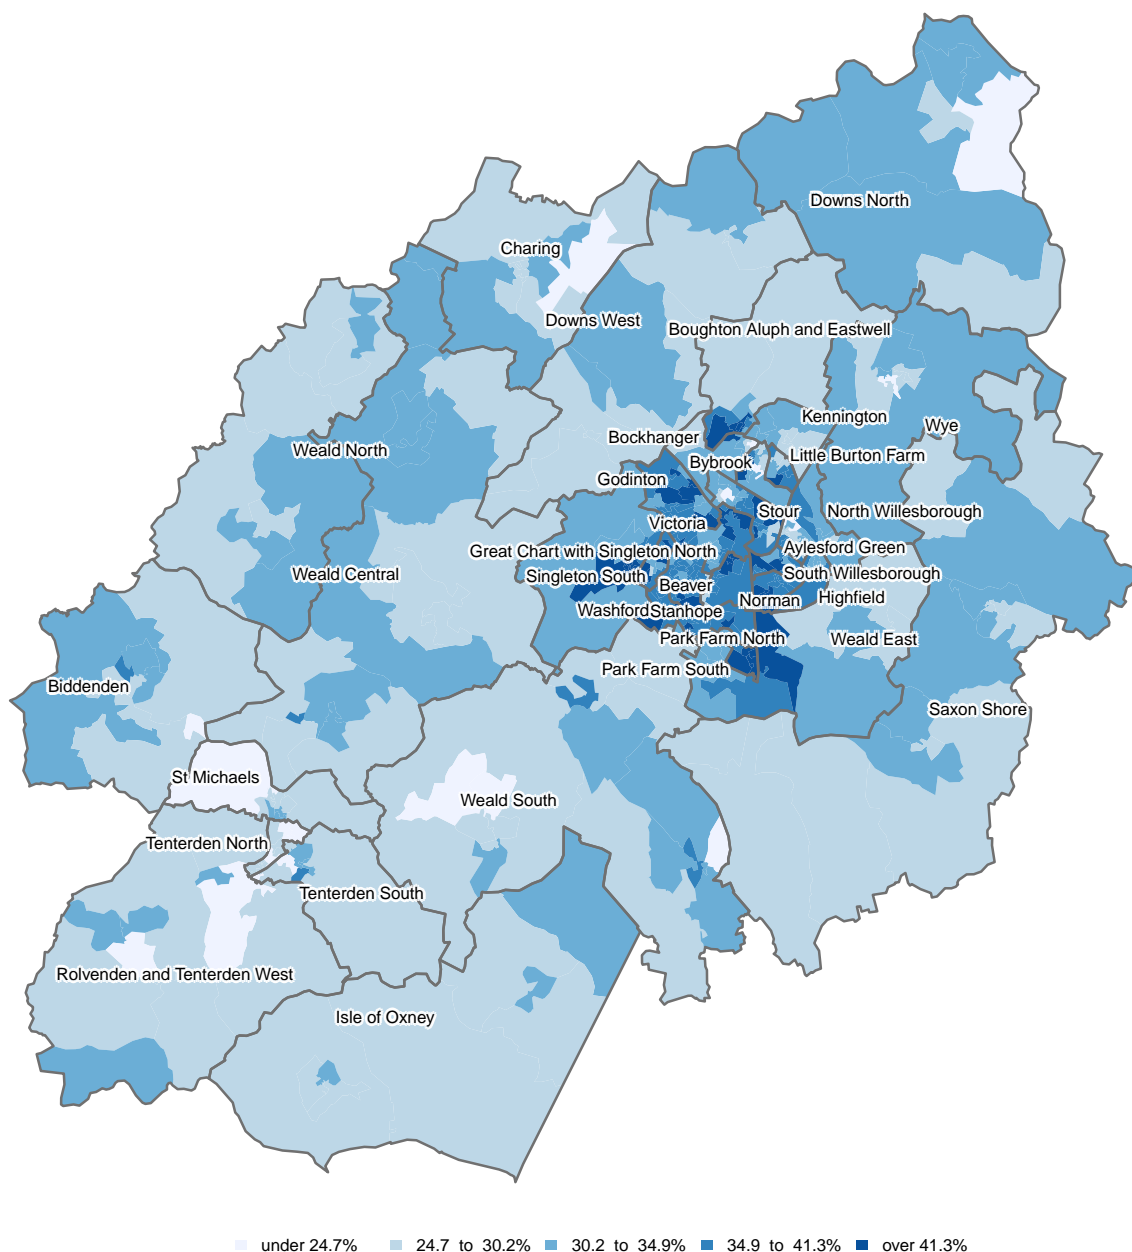 Downs North
Charing
Downs West
Boughton Aluph and Eastwell
Kennington
Wye
Bockhanger
Weald North
Bybrook
Little Burton Farm
Godinton
Stour
North Willesborough
Victoria
Great Chart with Singleton North
Aylesford Green
Weald Central
Singleton South
South Willesborough
Beaver
Highfield
Norman
Washford
Stanhope
Park Farm North
Weald East
Park Farm South
Biddenden
Saxon Shore
St Michaels
Weald South
Tenterden North
Tenterden South
Rolvenden and Tenterden West
Isle of Oxney
under 24.7% 24.7 to 30.2% 30.2 to 34.9% 34.9 to 41.3% over 41.3%